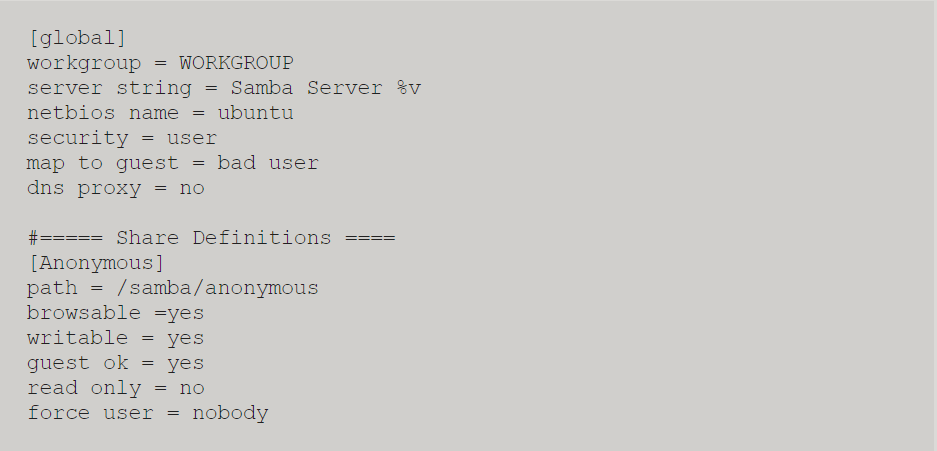 [global]
workgroup = WORKGROUP
server string = Samba Server %v
netbios name = ubuntu
security = user
map to guest = bad user
dns proxy = no
#===== Share Definitions ====
[Anonymous]
path = /samba/anonymous
browsable =yes
writable = yes
guest ok = yes
read only = no
force user = nobody